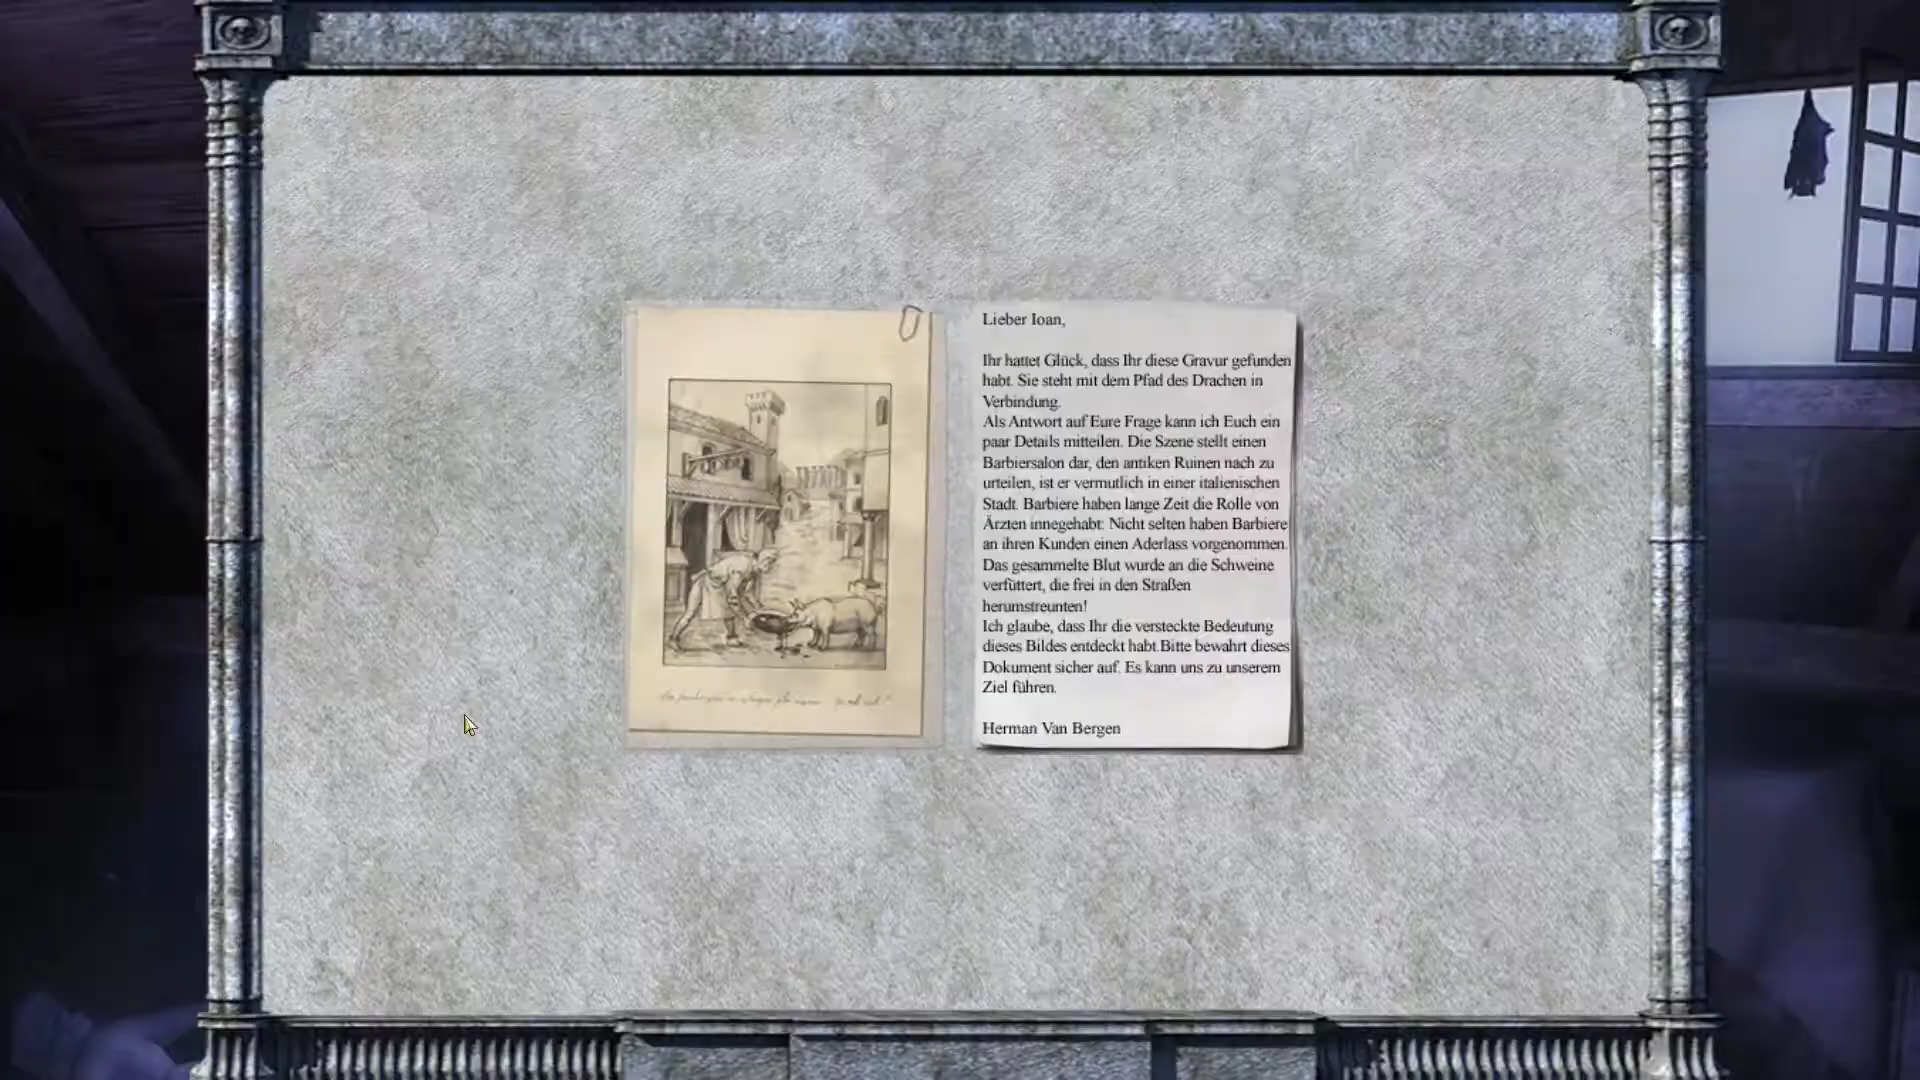 Lieber Ioan,
Ihr hattet Glück, dass Ihr diese Gravur gefunden
habt. Sie steht mit dem Pfad des Drachen in
Verbindung.
Als Antwort auf Eure Frage kann ich Euch ein
paar Details mitteilen. Die Szene stellt einen
Barbiersalon dar, den antiken Ruinen nach zu
urteilen, ist er vermutlich in einer italienischen
Stadt. Barbiere haben lange Zeit die Rolle von
Ärzten innegehabt: Nicht selten haben Barbiere
an ihren Kunden einen Aderlass vorgenommen.
Das gesammelte Blut wurde an die Schweine
verfüttert, die frei in den Straßen
herumstreunten!
Ich glaube, dass Ihr die versteckte Bedeutung
dieses Bildes entdeckt habt.Bitte bewahrt dieses
Dokument sicher auf. Es kann uns zu unserem
Ziel führen.
Herman Van Bergen